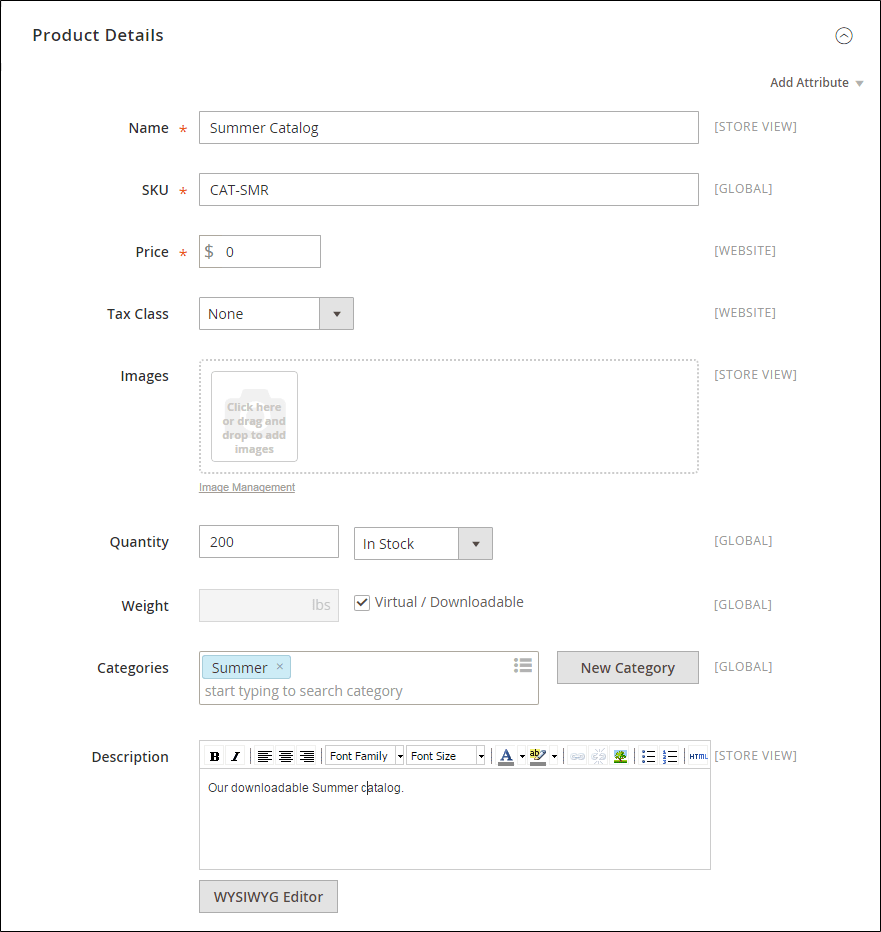 Product Details
Add Attribute
Name * Summer Catalog [STORE VIEW]
SKU * CAT-SMR [GLOBAL]
Price * $ 0 [WEBSITE]
Tax Class None [WEBSITE]
Images [STORE VIEW]
Click here
or drag and
drop to add
images
Image Management
Quantity 200 In Stock [GLOBAL]
Weight lbs Virtual / Downloadable [GLOBAL]
Categories Summer × New Category [GLOBAL]
start typing to search category
Description B I Font Family Font Size A ab HTML [STORE VIEW]
Our downloadable Summer catalog.
WYSIWYG Editor